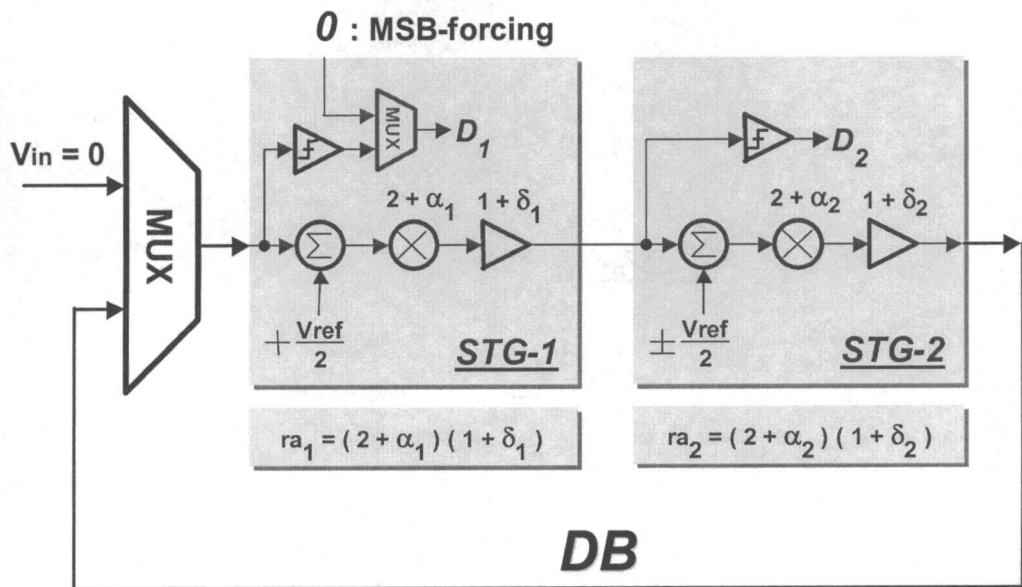 0 : MSB-forcing
Vin = 0
MUX
MUX
D1
2 + α1
1 + δ1
Σ
+ Vref/2
STG-1
D2
2 + α2
1 + δ2
Σ
± Vref/2
STG-2
ra1 = ( 2 + α1 ) ( 1 + δ1 )
ra2 = ( 2 + α2 ) ( 1 + δ2 )
DB